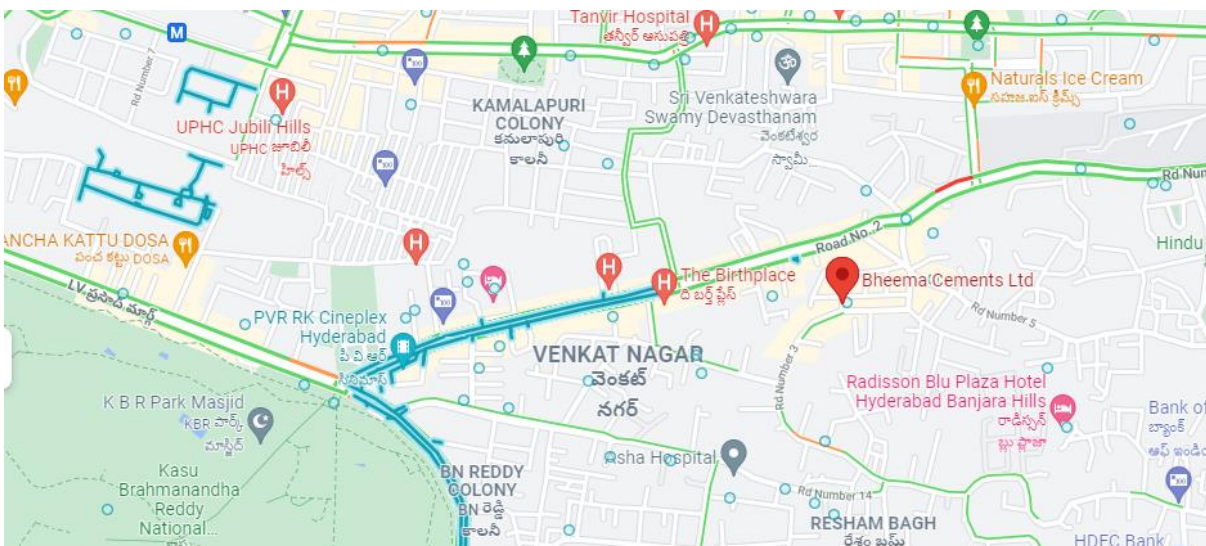 Tanvir Hospital
తన్వీర్ ఆసుపత్రి
M
Rd Number 7
Naturals Ice Cream
KAMALAPURI
COLONY
కమలాపురి
కాలనీ
Sri Venkateshwara
Swamy Devasthanam
వెంకటేశ్వర
స్వామి...
UPHC Jubili Hills
UPHC జూబిలీ
హిల్స్
Rd Num
ANCHA KATTU DOSA
పంచ కట్టు DOSA
Road No. 2
Hindu
The Birthplace
ది బర్త్ ప్లేస్
Bheema Cements Ltd
LV ప్రసాద్ మార్గ్
PVR RK Cineplex
Hyderabad
పి.వి.ఆర్
సినిమాస్
Rd Number 5
VENKAT NAGAR
వెంకట్
నగర్
Rd Number 3
Radisson Blu Plaza Hotel
Hyderabad Banjara Hills
రాడిస్సన్
బ్లు ప్లాజా
K B R Park Masjid
KBR పార్క్
మాస్జిద్
Bank of
బ్యాంక్
ఆఫ్ ఇండి
Kasu
Brahmanandha
Reddy
National...
BN REDDY
COLONY
BN రెడ్డి
కాలనీ
Asha Hospital
Rd Number 14
RESHAM BAGH
HDFC Bank